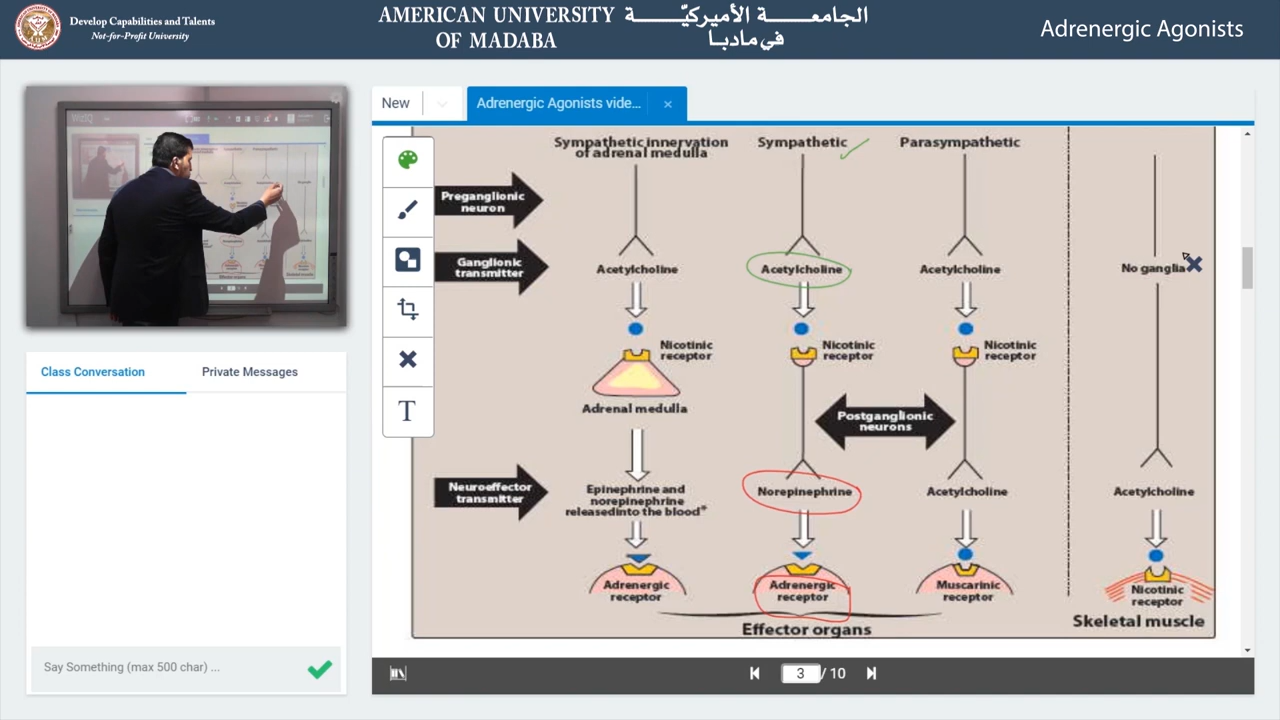 Develop Capabilities and Talents
Not-for-Profit University
AMERICAN UNIVERSITY
OF MADABA
الجامعة الأميركيّة
في مادبا
Adrenergic Agonists
New
Adrenergic Agonists vide...
Sympathetic innervation
of adrenal medulla
Sympathetic
Parasympathetic
Preganglionic
neuron
Ganglionic
transmitter
Acetylcholine
Acetylcholine
Acetylcholine
No ganglia
Nicotinic
receptor
Nicotinic
receptor
Nicotinic
receptor
Adrenal medulla
Postganglionic
neurons
Neuroeffector
transmitter
Epinephrine and
norepinephrine
releasedinto the blood*
Norepinephrine
Acetylcholine
Acetylcholine
Adrenergic
receptor
Adrenergic
receptor
Muscarinic
receptor
Nicotinic
receptor
Effector organs
Skeletal muscle
Class Conversation
Private Messages
Say Something (max 500 char) ...
T
3 / 10